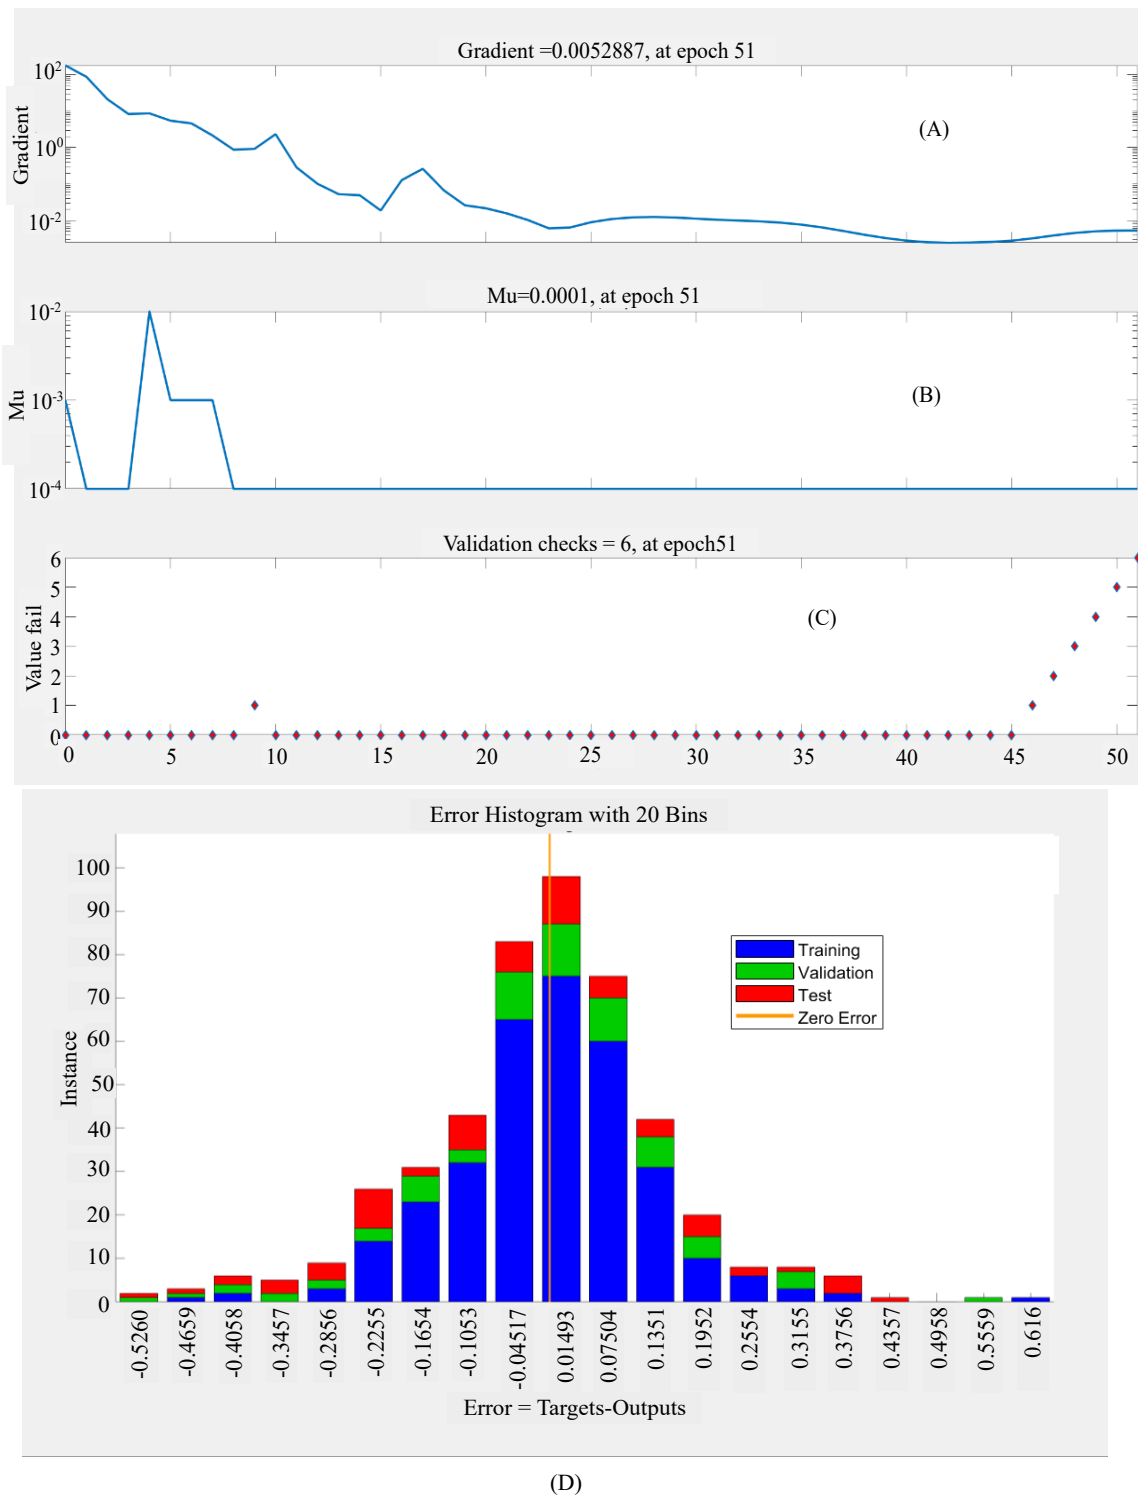 Gradient =0.0052887, at epoch 51
10²
10⁰
10⁻²
Gradient
(A)
Mu=0.0001, at epoch 51
10⁻²
10⁻³
10⁻⁴
Mu
(B)
Validation checks = 6, at epoch51
6
5
4
3
2
1
0
Value fail
(C)
0 5 10 15 20 25 30 35 40 45 50
Error Histogram with 20 Bins
100
90
80
70
60
50
40
30
20
10
0
Instance
Training
Validation
Test
Zero Error
-0.5260
-0.4659
-0.4058
-0.3457
-0.2856
-0.2255
-0.1654
-0.1053
-0.04517
0.01493
0.07504
0.1351
0.1952
0.2554
0.3155
0.3756
0.4357
0.4958
0.5559
0.616
Error = Targets-Outputs
(D)